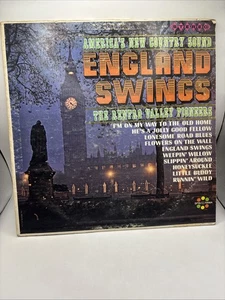 STEREO
AMERICA'S NEW COUNTRY SOUND
ENGLAND
SWINGS
THE RENFRO VALLEY PIONEERS
I'M ON MY WAY TO THE OLD HOME
HE'S A JOLLY GOOD FELLOW
LONESOME ROAD BLUES
FLOWERS ON THE WALL
ENGLAND SWINGS
WEEPIN' WILLOW
SLIPPIN' AROUND
HONEYSUCKLE
LITTLE BUDDY
RUNNIN' WILD